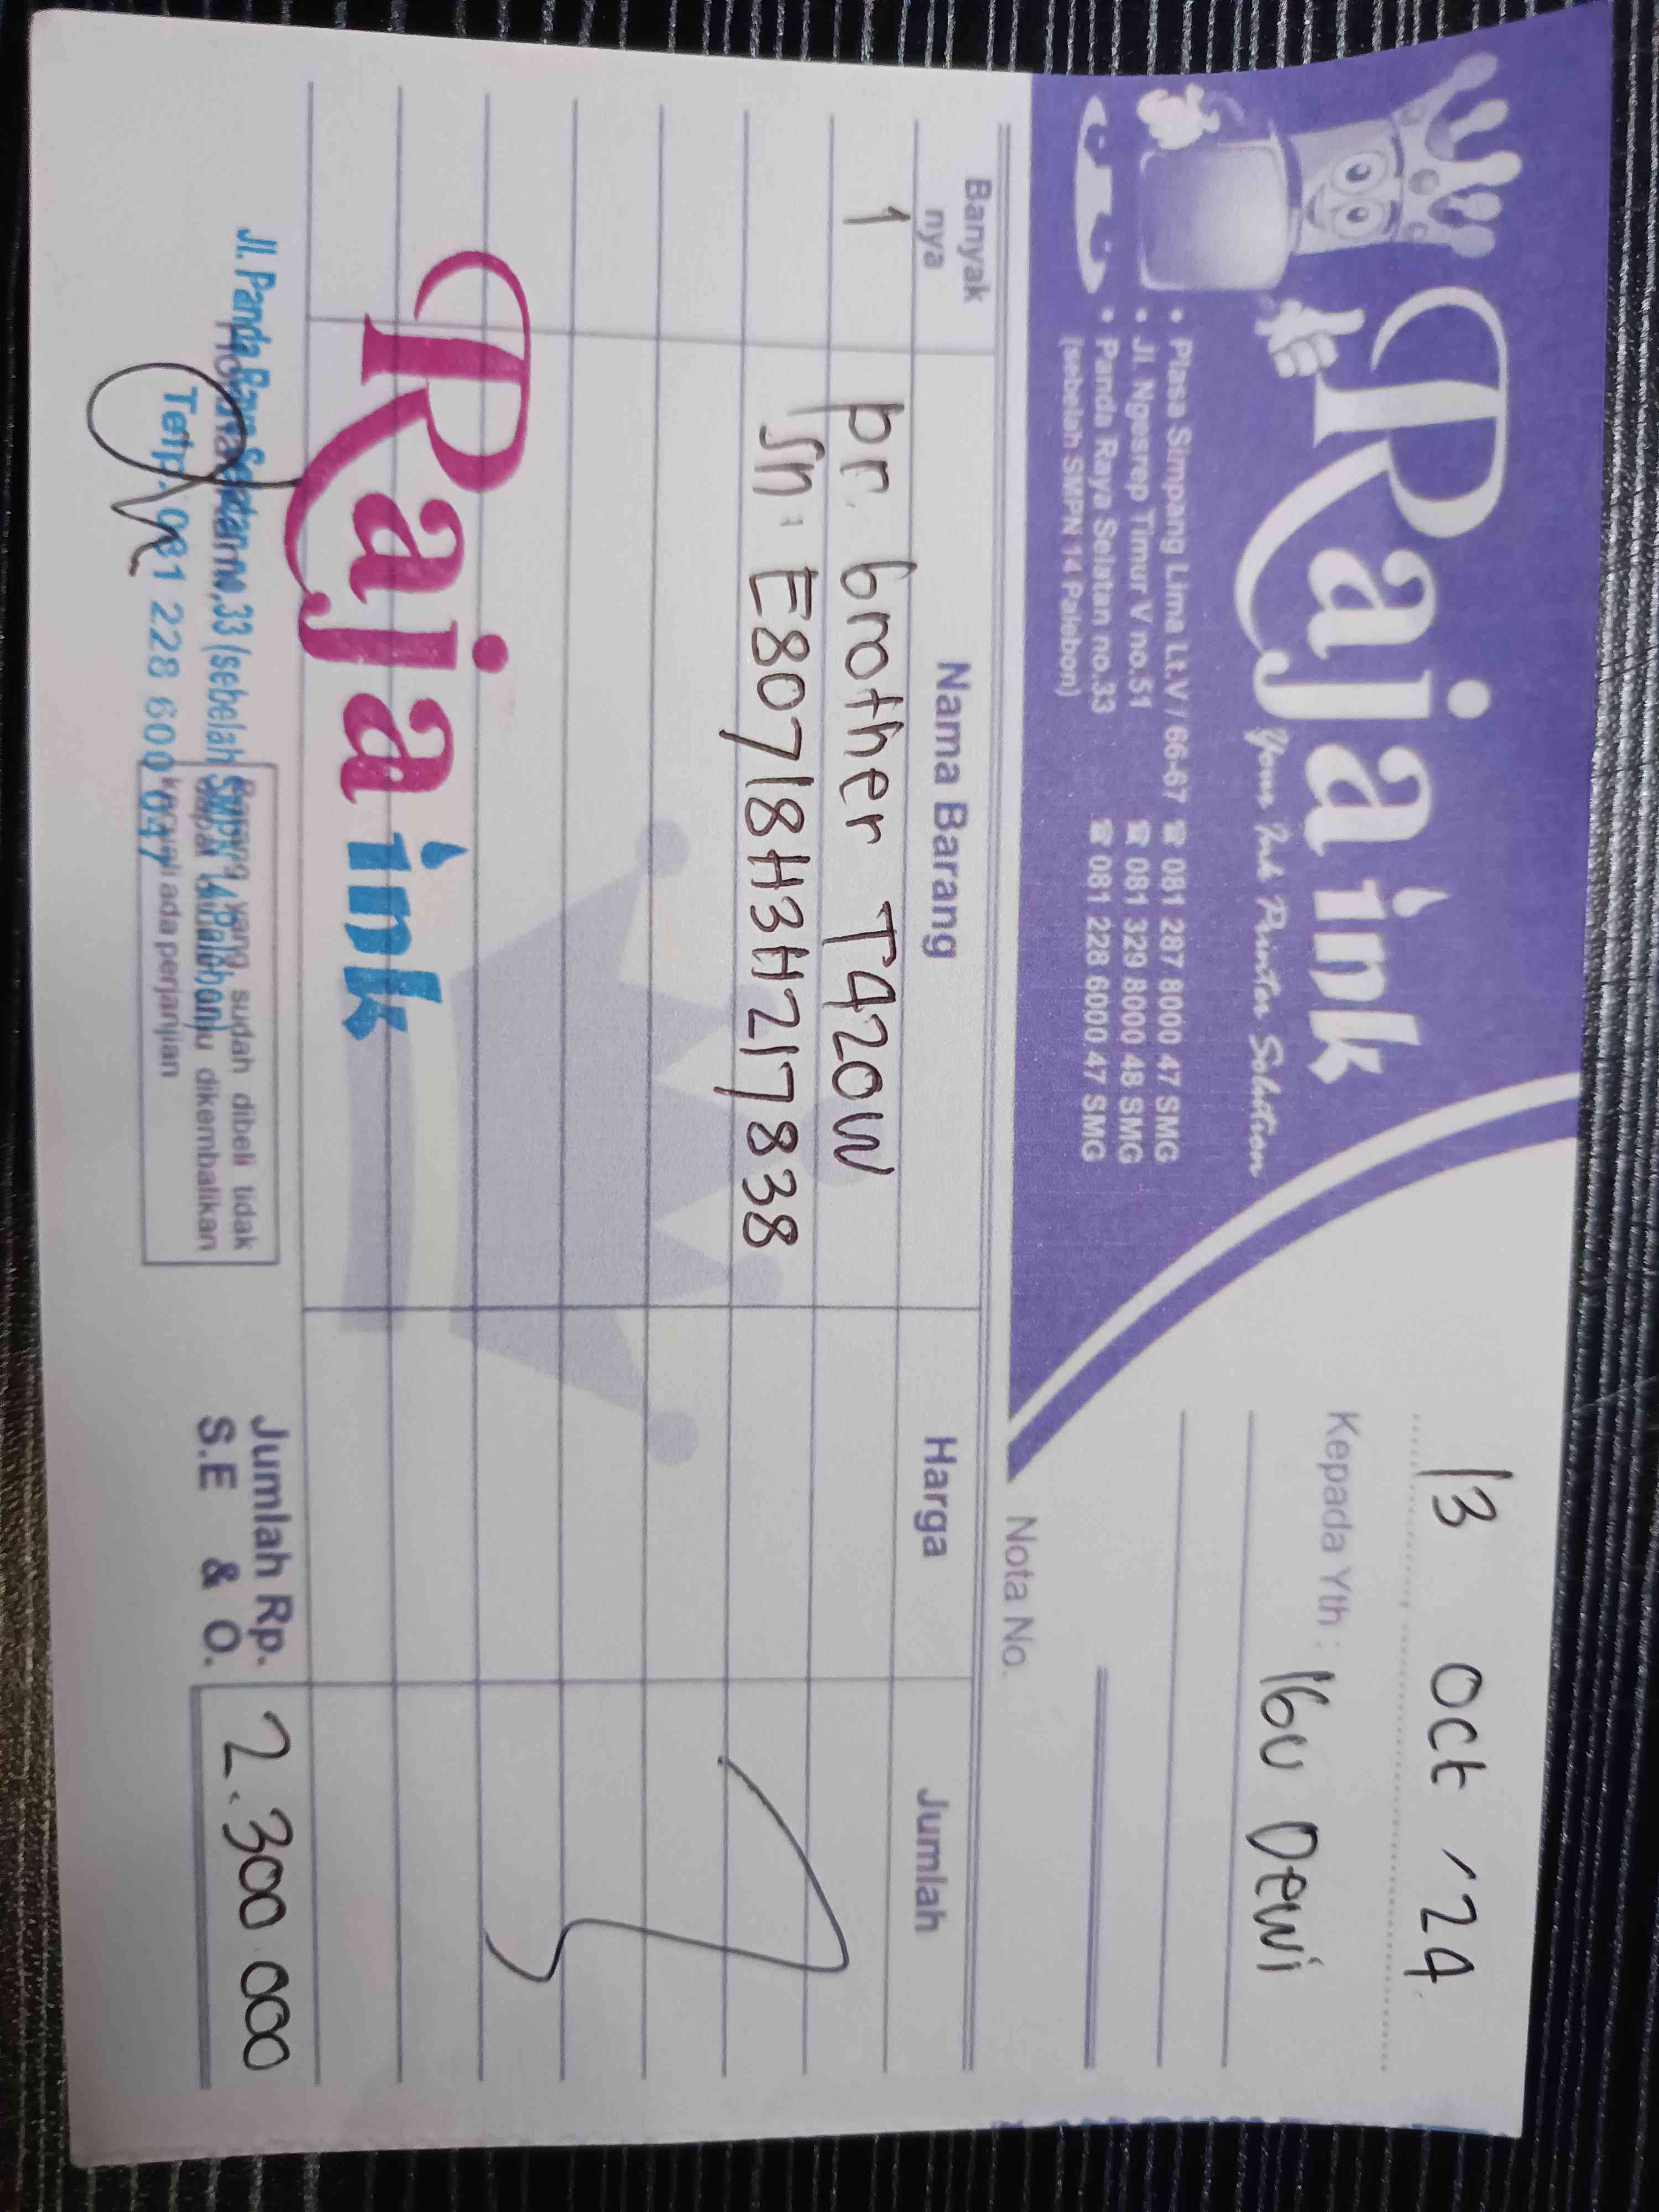 Raja ink
Your Ink Printer Solution
• Plasa Simpang Lima Lt.V / 66-67 ☎ 081 287 8000 47 SMG
• Jl. Ngesrep Timur V no.51 ☎ 081 329 8000 48 SMG
• Panda Raya Selatan no.33 ☎ 081 228 6000 47 SMG
(sebelah SMPN 14 Palebon)
13 Oct '24
Kepada Yth : Ibu Dewi
Nota No.
Banyak nya Nama Barang Harga Jumlah
1 pr. brother T420W
Sn: E80718H3H217838
Raja ink
Jl. Panda Raya Selatan no,33 (sebelah SMPN 14 Palebon)
Telp. 081 228 6000 47
Hormat kami,
Barang yang sudah dibeli tidak
dapat dikembalikan
kecuali ada perjanjian
Jumlah Rp. 2.300.000
S.E & O.